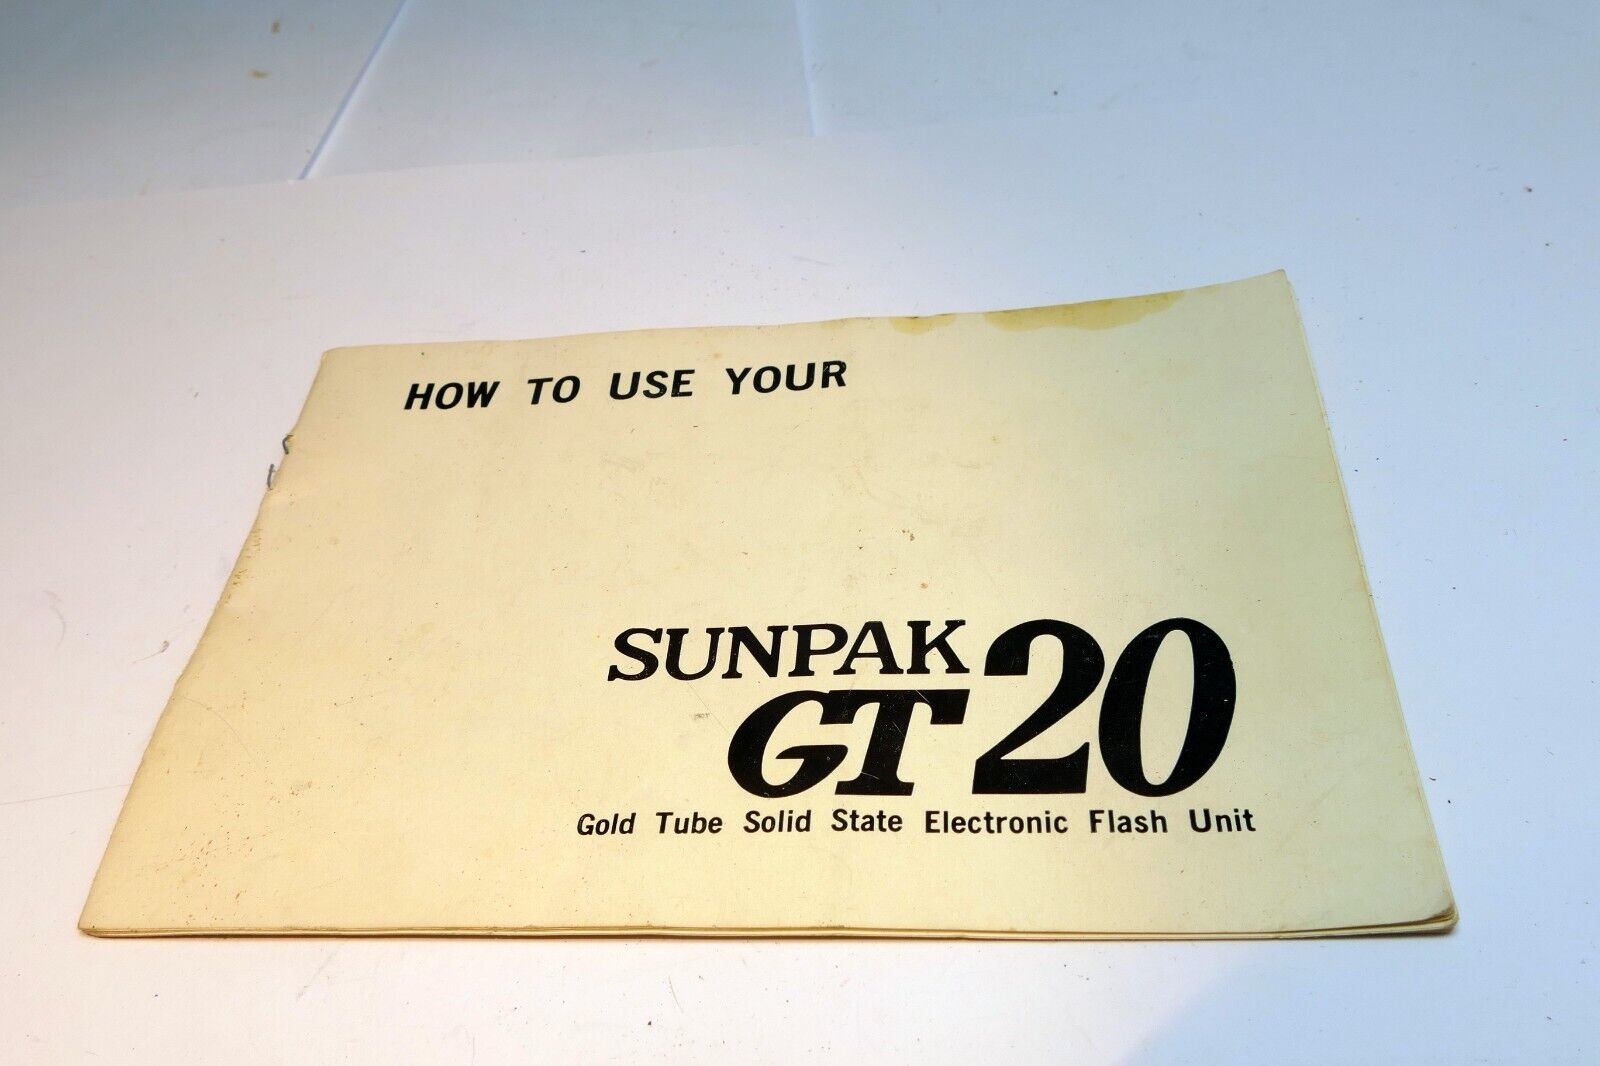 HOW TO USE YOUR
SUNPAK
GT 20
Gold Tube Solid State Electronic Flash Unit